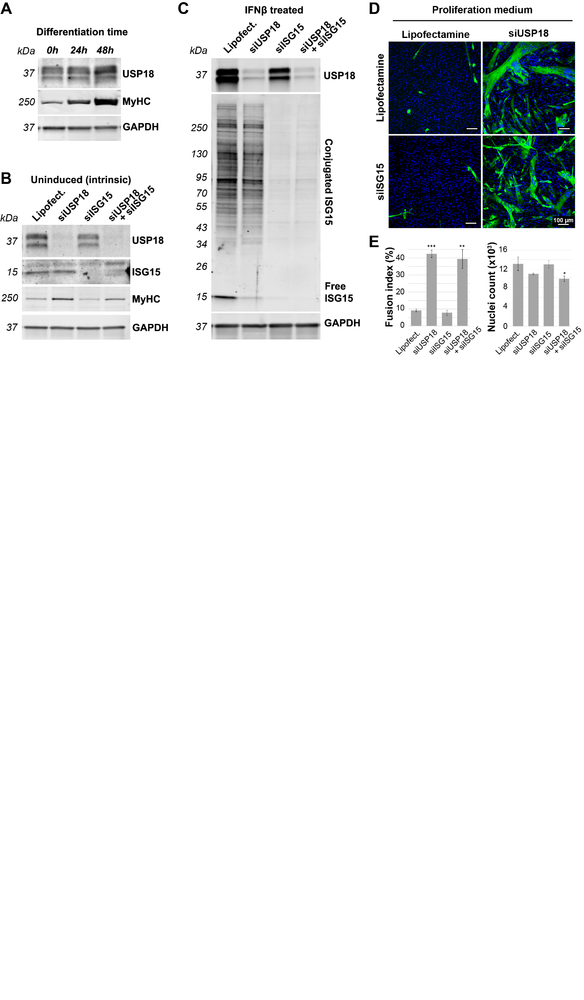 A
Differentiation time
kDa 0h 24h 48h
37 USP18
250 MyHC
37 GAPDH
B
Uninduced (intrinsic)
kDa Lipofect. siUSP18 siISG15 siUSP18
+ siISG15
37 USP18
15 ISG15
250 MyHC
37 GAPDH
C
IFNβ treated
kDa Lipofect. siUSP18 siISG15 siUSP18
+ siISG15
37 USP18
250
130
95
70
55
43
34
26
15
Conjugated ISG15
Free
ISG15
37 GAPDH
D
Proliferation medium
Lipofectamine siUSP18
Lipofectamine
siISG15
100 µm
E
Fusion index (%)
40
30
20
10
0
*** **
Lipofect. siUSP18 siISG15 siUSP18
+ siISG15
Nuclei count (x10³)
16
12
8
4
0
*
Lipofect. siUSP18 siISG15 siUSP18
+ siISG15